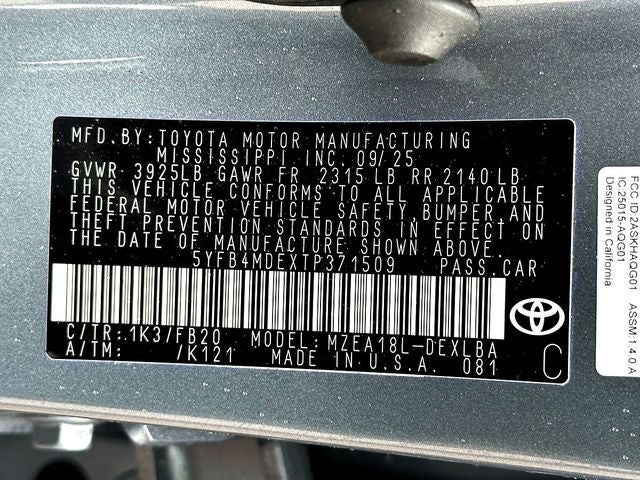 MFD. BY: TOYOTA MOTOR MANUFACTURING
MISSISSIPPI, INC. 09/25
GVWR 3925LB GAWR FR 2315 LB RR 2140 LB
THIS VEHICLE CONFORMS TO ALL APPLICABLE
FEDERAL MOTOR VEHICLE SAFETY, BUMPER, AND
THEFT PREVENTION STANDARDS IN EFFECT ON
THE DATE OF MANUFACTURE SHOWN ABOVE.
5YFB4MDEXTP371509 PASS. CAR
C/TR: 1K3/FB20 MODEL: MZEA18L-DEXLBA
A/TM: /K121 MADE IN U.S.A. 081
C
FCC ID:2ASKHAQG01
IC:25015-AQG01
Designed in California
ASSM 1.4.0 A